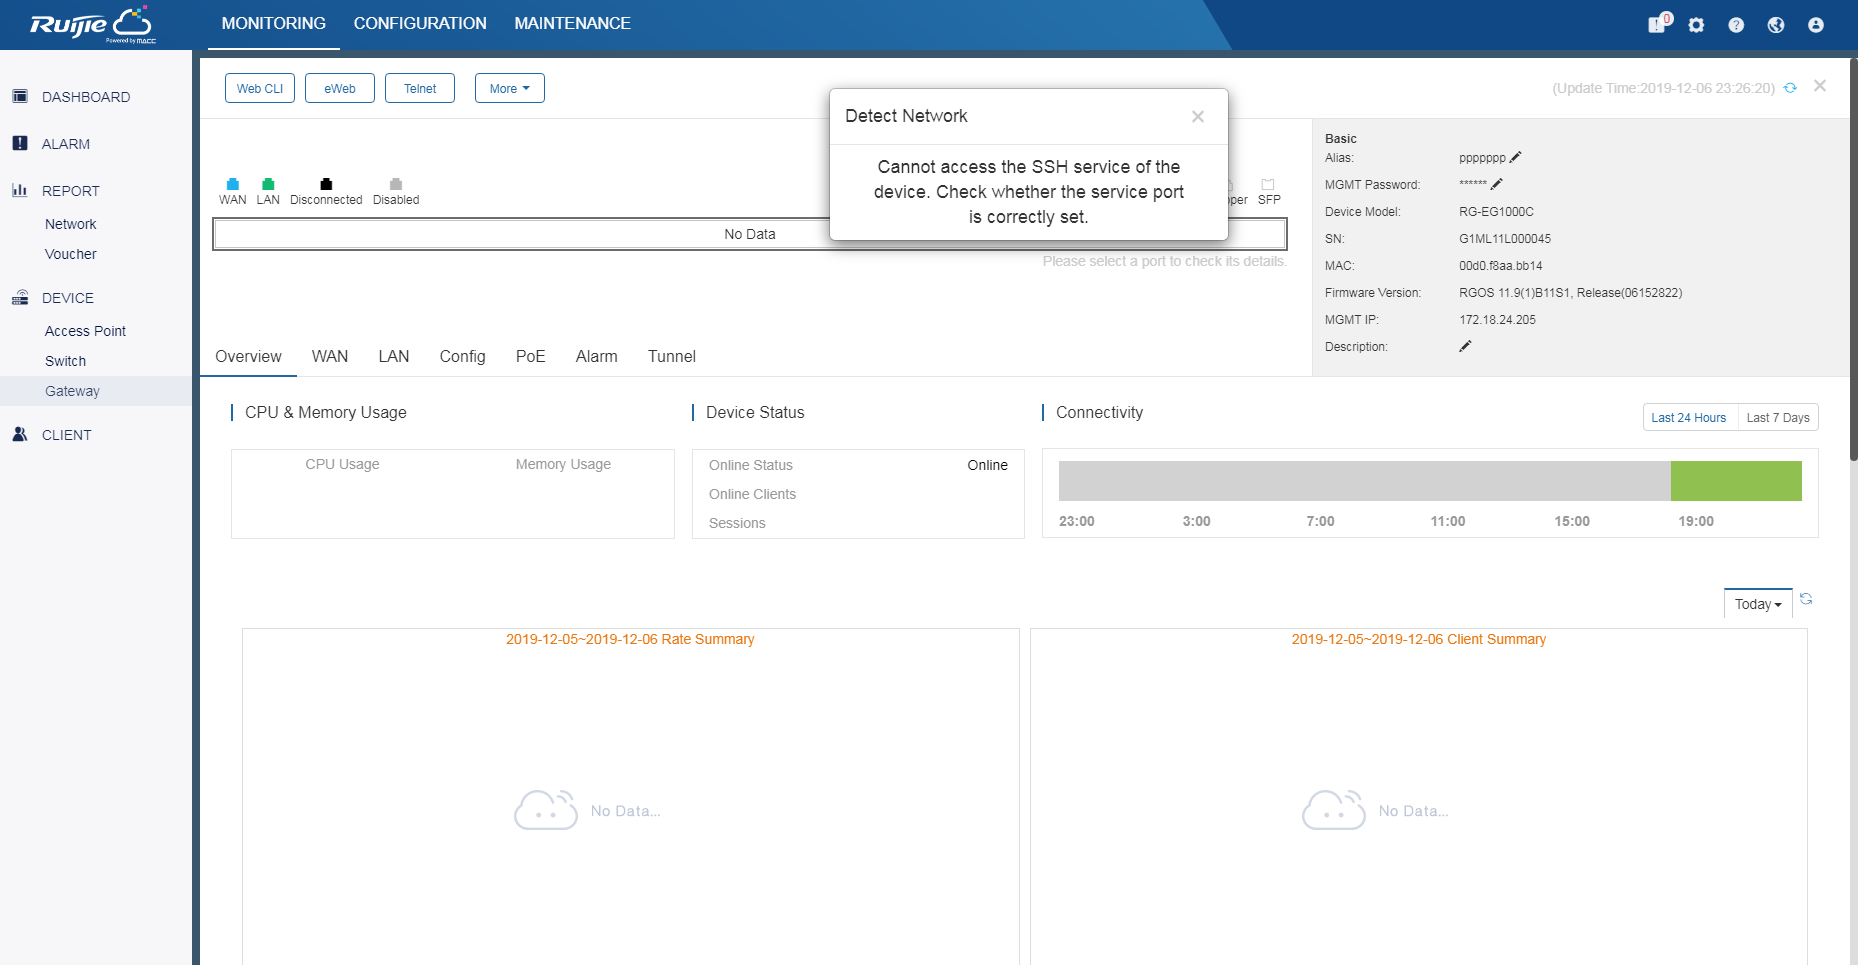 Ruijie
Powered by MACC
MONITORING
CONFIGURATION
MAINTENANCE
0
DASHBOARD
ALARM
REPORT
Network
Voucher
DEVICE
Access Point
Switch
Gateway
CLIENT
Web CLI
eWeb
Telnet
More
(Update Time:2019-12-06 23:26:20)
Detect Network
Cannot access the SSH service of the
device. Check whether the service port
is correctly set.
WAN
LAN
Disconnected
Disabled
SFP
No Data
Please select a port to check its details.
Basic
Alias: ppppppp
MGMT Password: ******
Device Model: RG-EG1000C
SN: G1ML11L000045
MAC: 00d0.f8aa.bb14
Firmware Version: RGOS 11.9(1)B11S1, Release(06152822)
MGMT IP: 172.18.24.205
Description:
Overview
WAN
LAN
Config
PoE
Alarm
Tunnel
CPU & Memory Usage
CPU Usage
Memory Usage
Device Status
Online Status Online
Online Clients
Sessions
Connectivity
Last 24 Hours
Last 7 Days
23:00 3:00 7:00 11:00 15:00 19:00
Today
2019-12-05~2019-12-06 Rate Summary
No Data...
2019-12-05~2019-12-06 Client Summary
No Data...